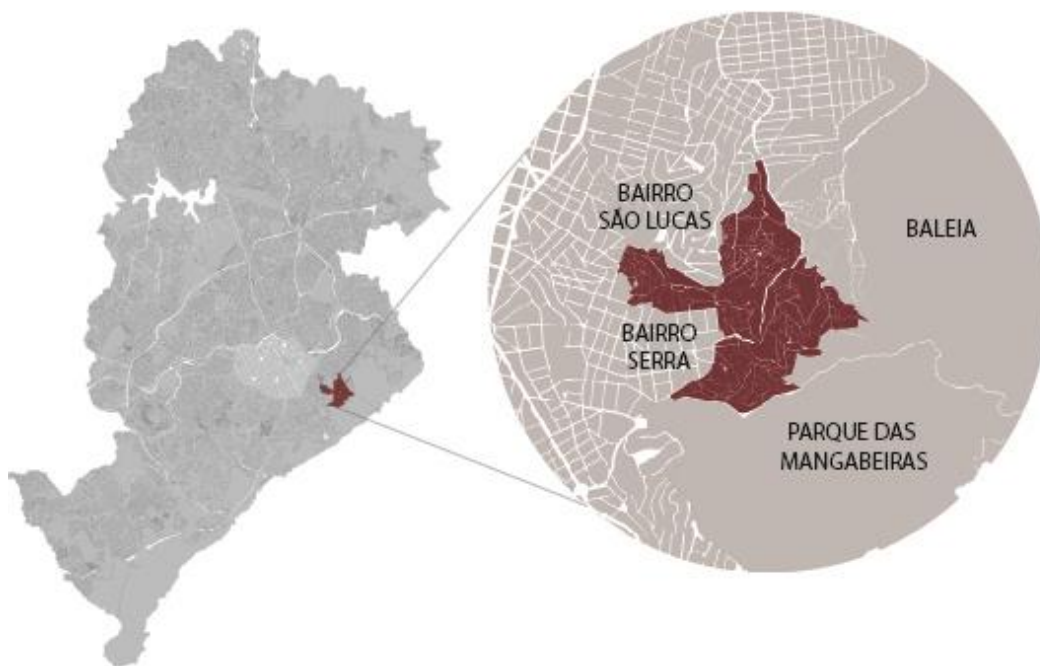 BAIRRO
SÃO LUCAS
BALEIA
BAIRRO
SERRA
PARQUE DAS
MANGABEIRAS